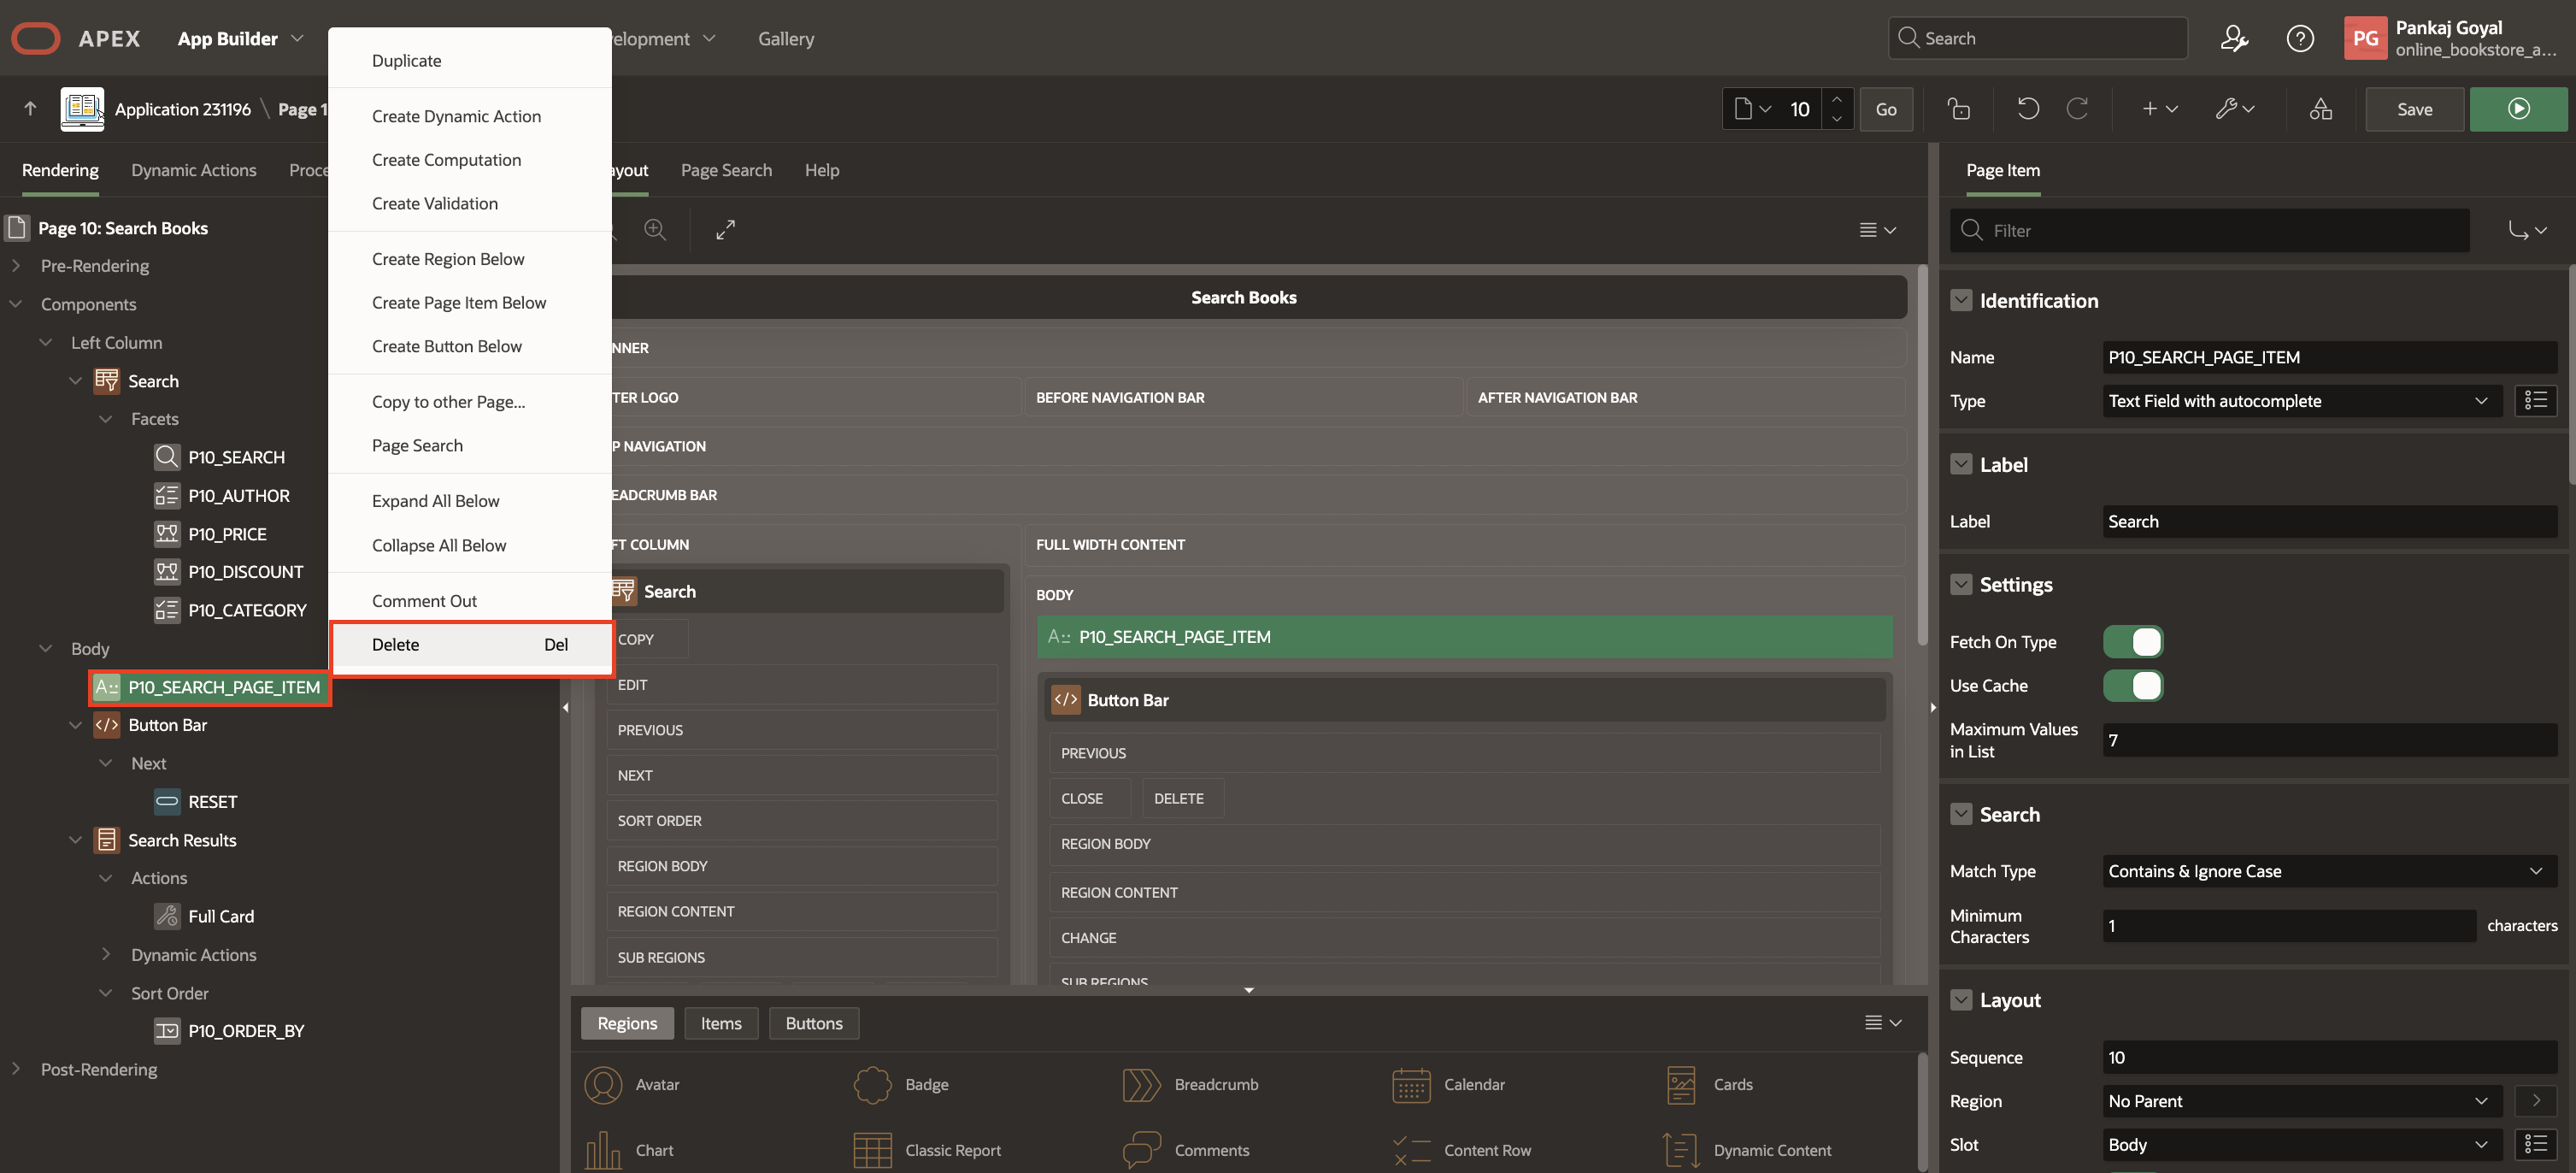 APEX
App Builder
elopment
Gallery
Search
PG
Pankaj Goyal
online_bookstore_a...
Application 231196 \ Page 1
10
Go
Save
Rendering
Dynamic Actions
Proce
ayout
Page Search
Help
Page 10: Search Books
Pre-Rendering
Components
Left Column
Search
Facets
P10_SEARCH
P10_AUTHOR
P10_PRICE
P10_DISCOUNT
P10_CATEGORY
Body
P10_SEARCH_PAGE_ITEM
Button Bar
Next
RESET
Search Results
Actions
Full Card
Dynamic Actions
Sort Order
P10_ORDER_BY
Post-Rendering
Duplicate
Create Dynamic Action
Create Computation
Create Validation
Create Region Below
Create Page Item Below
Create Button Below
Copy to other Page...
Page Search
Expand All Below
Collapse All Below
Comment Out
Delete Del
Search Books
NNER
TER LOGO
BEFORE NAVIGATION BAR
AFTER NAVIGATION BAR
P NAVIGATION
EADCRUMB BAR
FT COLUMN
FULL WIDTH CONTENT
Search
COPY
EDIT
PREVIOUS
NEXT
SORT ORDER
REGION BODY
REGION CONTENT
SUB REGIONS
BODY
P10_SEARCH_PAGE_ITEM
Button Bar
PREVIOUS
CLOSE
DELETE
REGION BODY
REGION CONTENT
CHANGE
SUB REGIONS
Regions
Items
Buttons
Avatar
Badge
Breadcrumb
Calendar
Cards
Chart
Classic Report
Comments
Content Row
Dynamic Content
Page Item
Filter
Identification
Name P10_SEARCH_PAGE_ITEM
Type Text Field with autocomplete
Label
Label Search
Settings
Fetch On Type
Use Cache
Maximum Values
in List
7
Search
Match Type Contains & Ignore Case
Minimum
Characters
1
characters
Layout
Sequence 10
Region No Parent
Slot Body